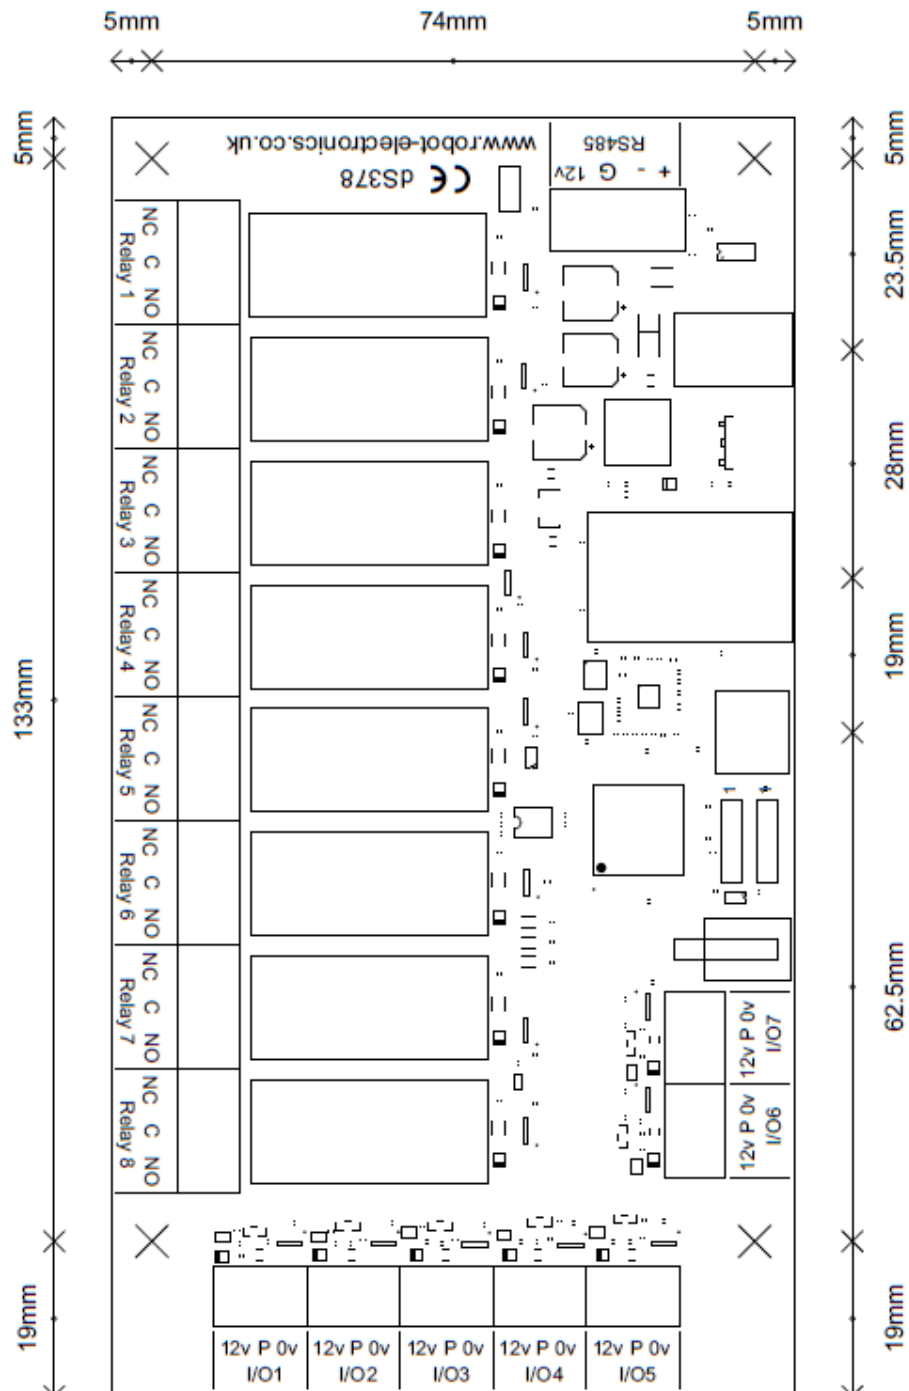 5mm 74mm 5mm
5mm
133mm
19mm
5mm
23.5mm
28mm
19mm
62.5mm
19mm
www.robot-electronics.co.uk
CE dS378
RS485
+ - G 12v
NC C NO
Relay 1
NC C NO
Relay 2
NC C NO
Relay 3
NC C NO
Relay 4
NC C NO
Relay 5
NC C NO
Relay 6
NC C NO
Relay 7
NC C NO
Relay 8
1
12v P 0v
I/O7
12v P 0v
I/O6
12v P 0v 12v P 0v 12v P 0v 12v P 0v 12v P 0v
I/O1 I/O2 I/O3 I/O4 I/O5